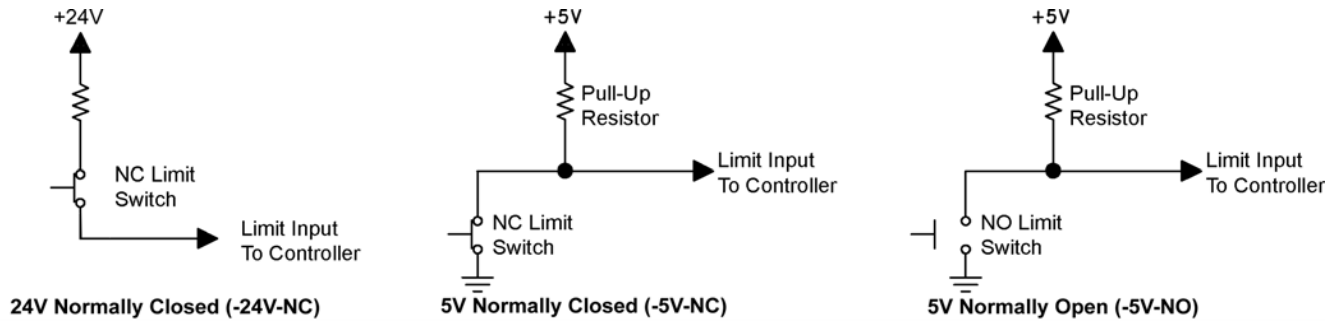 +24V
NC Limit
Switch
Limit Input
To Controller
24V Normally Closed (-24V-NC)
+5V
Pull-Up
Resistor
Limit Input
To Controller
NC Limit
Switch
5V Normally Closed (-5V-NC)
+5V
Pull-Up
Resistor
Limit Input
To Controller
NO Limit
Switch
5V Normally Open (-5V-NO)